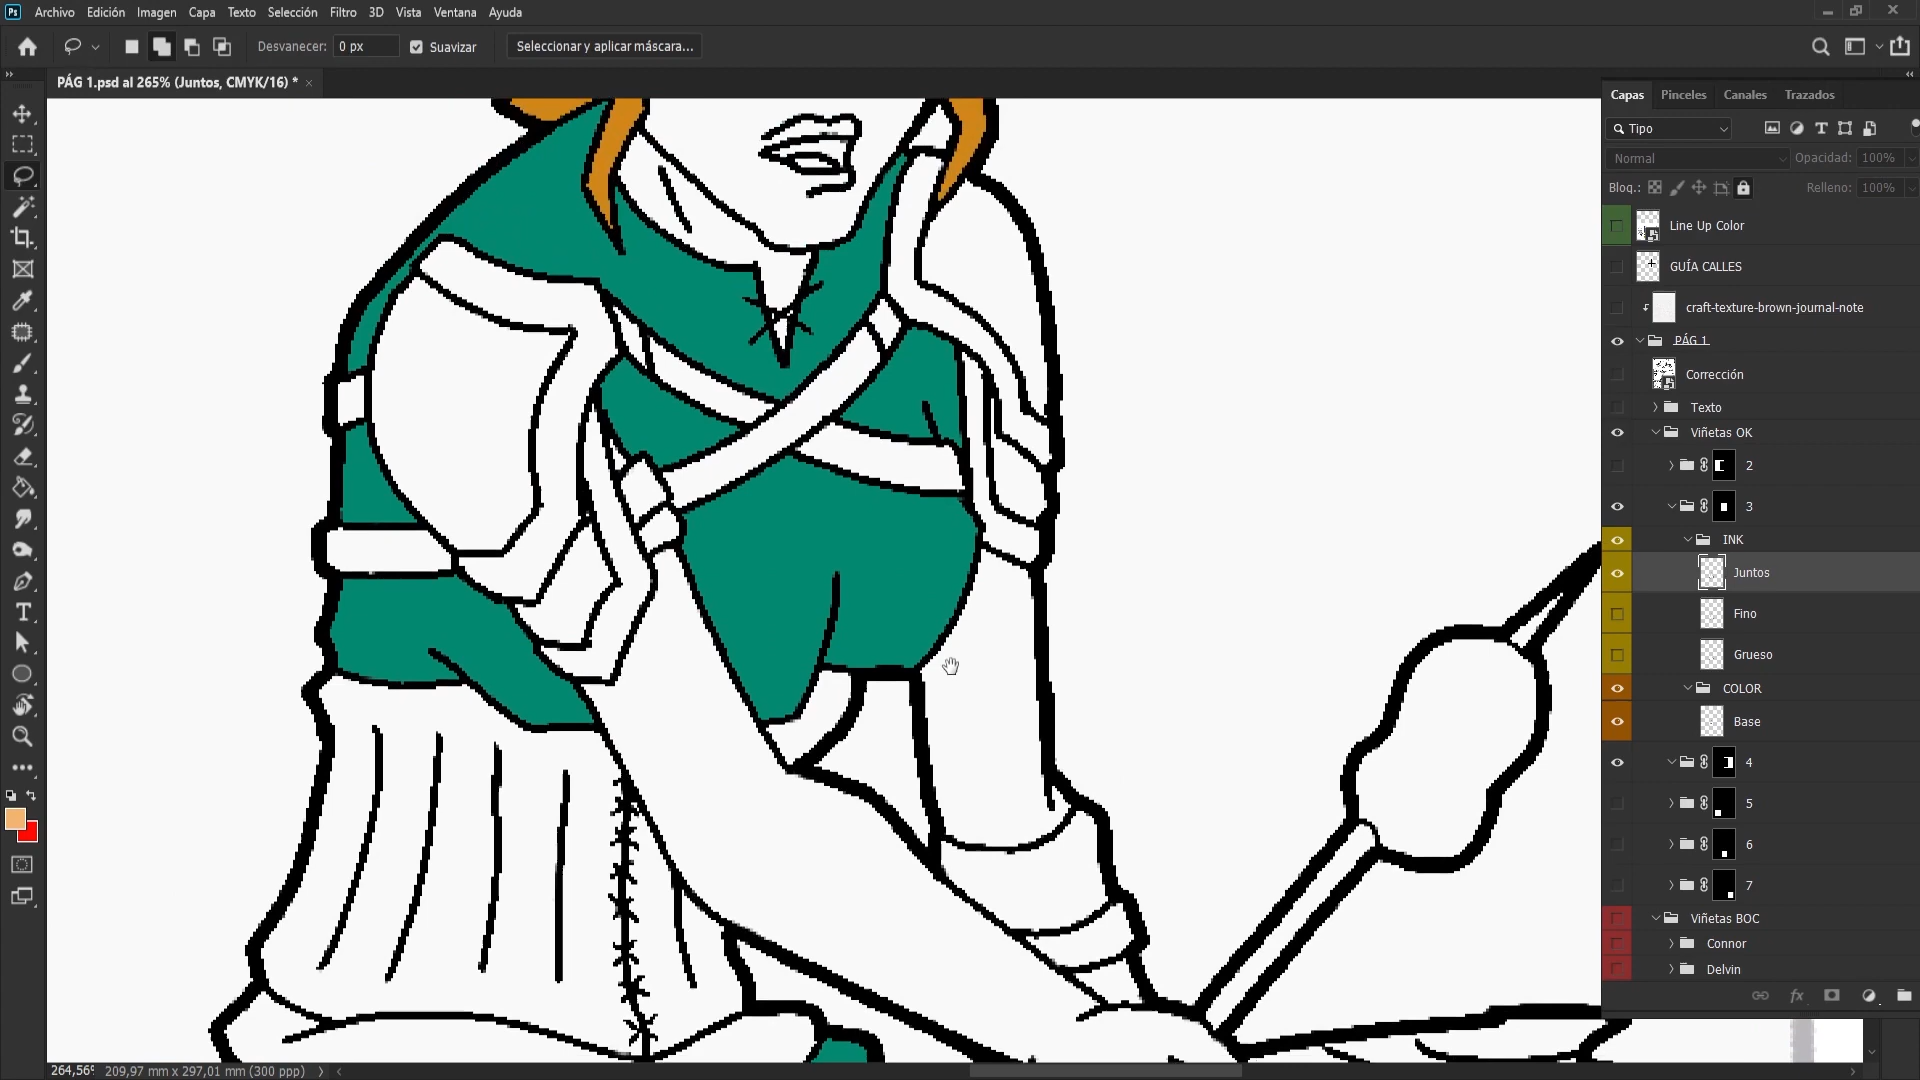 Ps Archivo Edición Imagen Capa Texto Selección Filtro 3D Vista Ventana Ayuda
Desvanecer: 0 px Suavizar Seleccionar y aplicar máscara...
PÁG 1.psd al 265% (Juntos, CMYK/16) * ×
Capas Pinceles Canales Trazados
Tipo
Normal Opacidad: 100%
Bloq.: Relleno: 100%
Line Up Color
GUÍA CALLES
craft-texture-brown-journal-note
PÁG 1
Corrección
Texto
Viñetas OK
2
3
INK
Juntos
Fino
Grueso
COLOR
Base
4
5
6
7
Viñetas BOC
Connor
Delvin
fx
264,56% 209,97 mm x 297,01 mm (300 ppp)